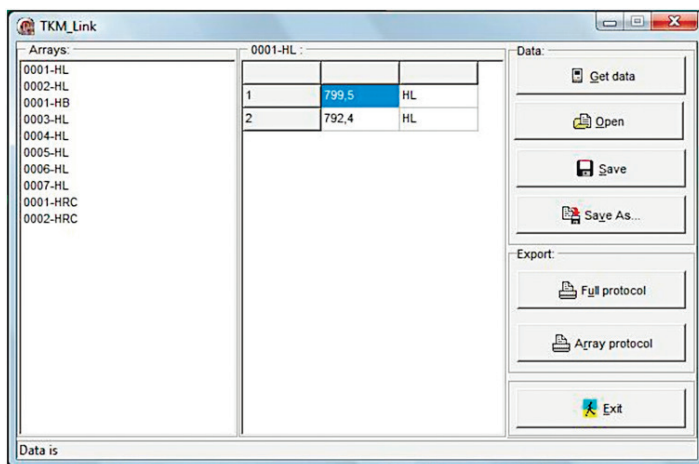 TKM_Link
Arrays:
0001-HL
0002-HL
0001-HB
0003-HL
0004-HL
0005-HL
0006-HL
0007-HL
0001-HRC
0002-HRC
0001-HL :
1 799,5 HL
2 792,4 HL
Data:
Get data
Open
Save
Save As...
Export:
Full protocol
Array protocol
Exit
Data is